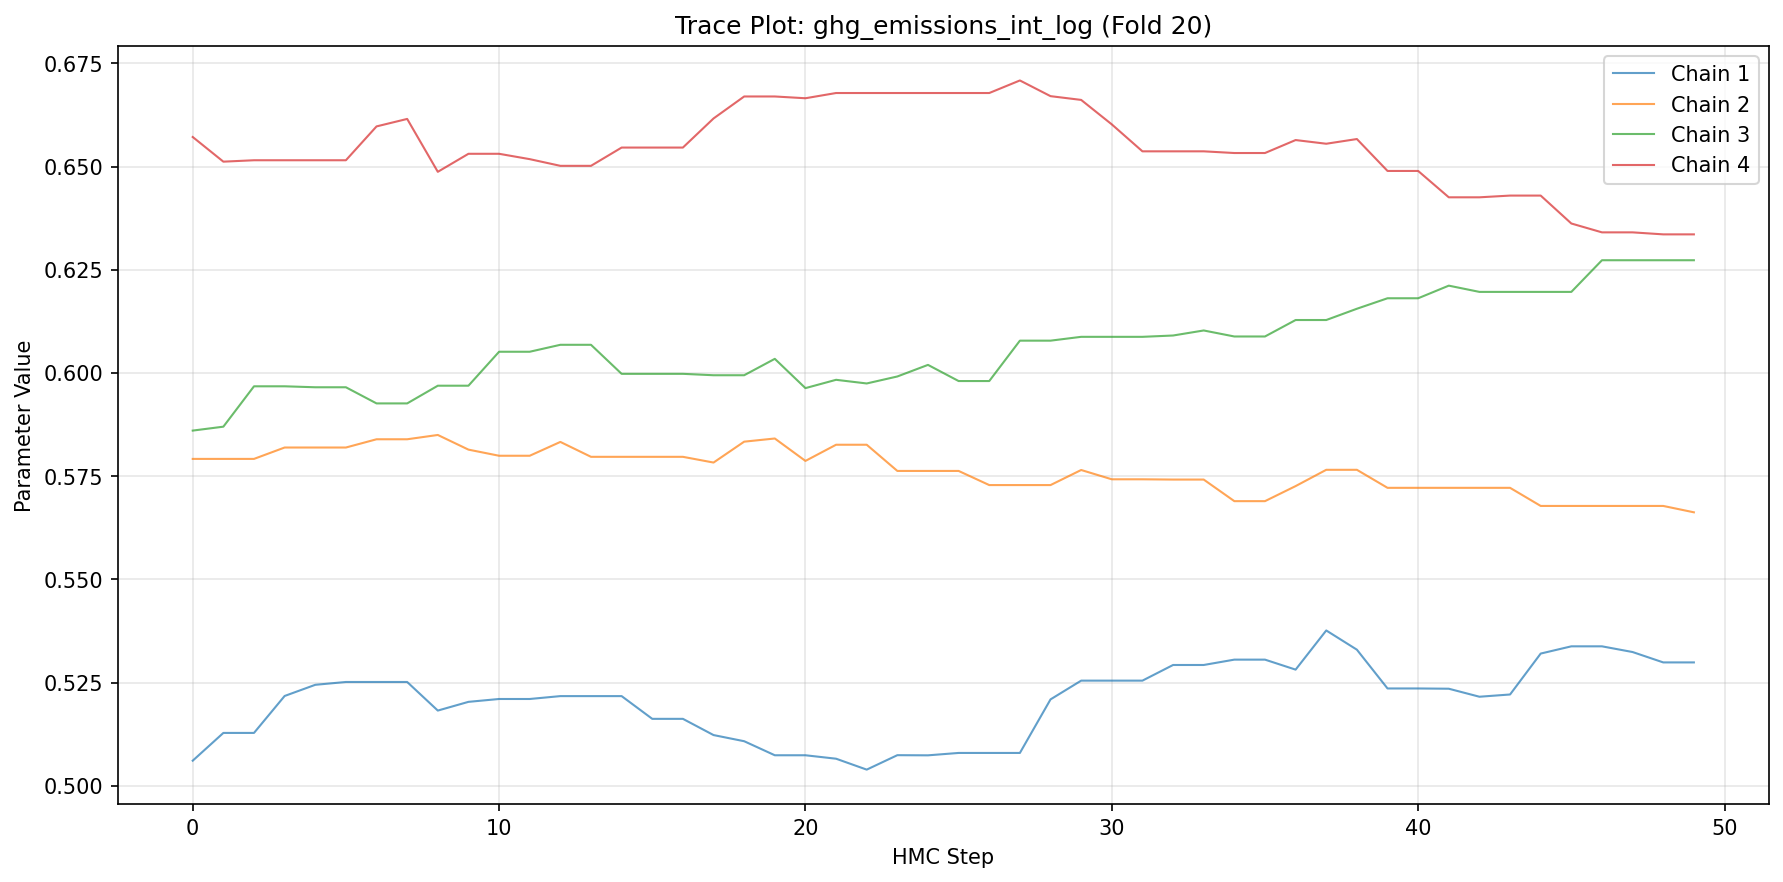 Trace Plot: ghg_emissions_int_log (Fold 20)
Chain 1
Chain 2
Chain 3
Chain 4
Parameter Value
0.675
0.650
0.625
0.600
0.575
0.550
0.525
0.500
0 10 20 30 40 50
HMC Step